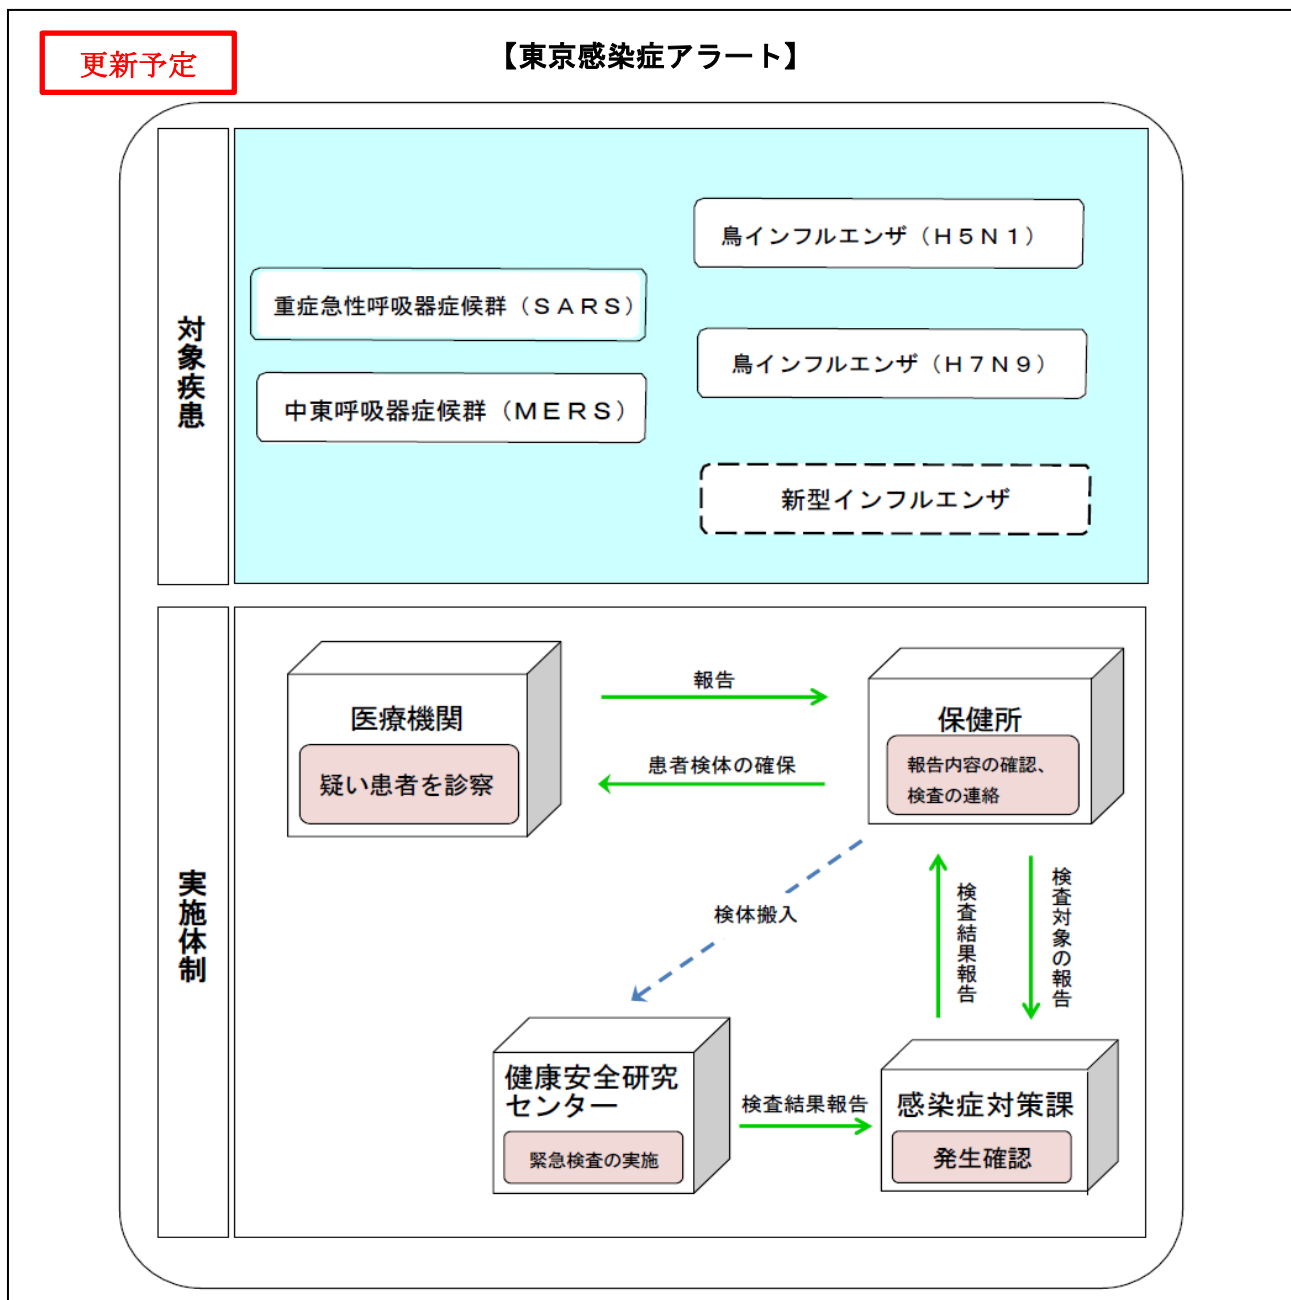 更新予定
【東京感染症アラート】
対象疾患
鳥インフルエンザ（Ｈ５Ｎ１）
重症急性呼吸器症候群（ＳＡＲＳ）
鳥インフルエンザ（Ｈ７Ｎ９）
中東呼吸器症候群（ＭＥＲＳ）
新型インフルエンザ
実施体制
医療機関
疑い患者を診察
報告
患者検体の確保
保健所
報告内容の確認、
検査の連絡
検体搬入
検査結果報告
検査対象の報告
健康安全研究
センター
緊急検査の実施
検査結果報告
感染症対策課
発生確認